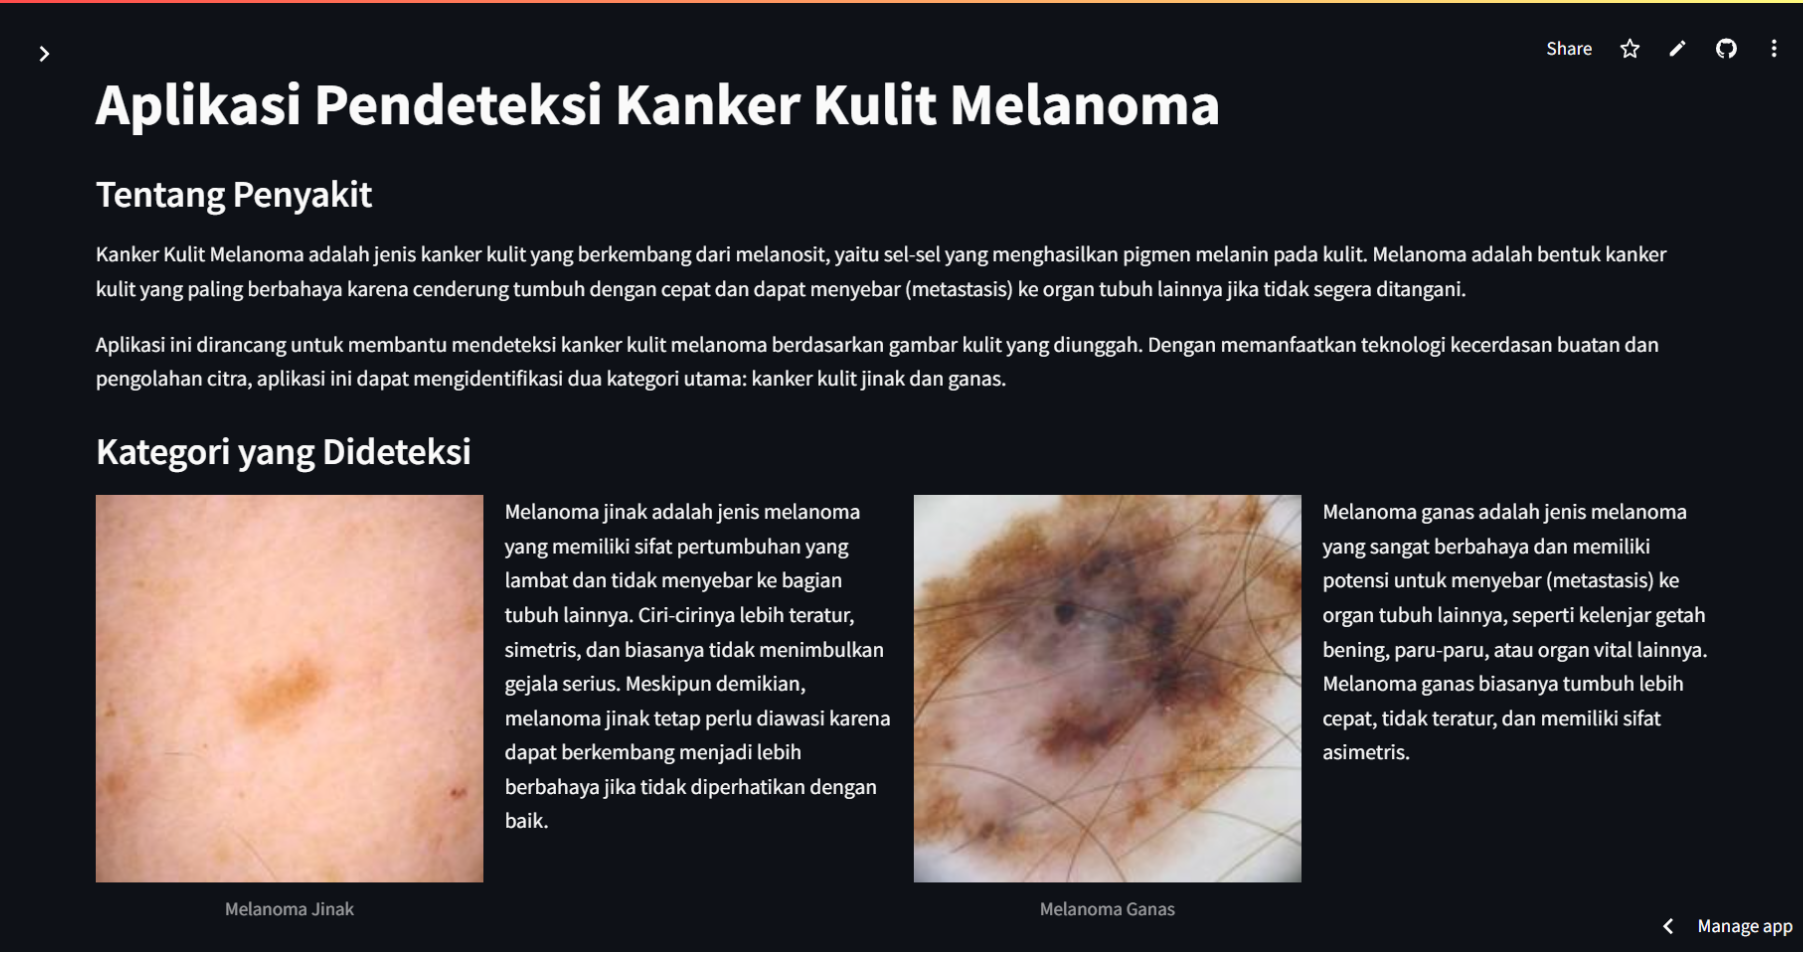 Share
Aplikasi Pendeteksi Kanker Kulit Melanoma
Tentang Penyakit
Kanker Kulit Melanoma adalah jenis kanker kulit yang berkembang dari melanosit, yaitu sel-sel yang menghasilkan pigmen melanin pada kulit. Melanoma adalah bentuk kanker
kulit yang paling berbahaya karena cenderung tumbuh dengan cepat dan dapat menyebar (metastasis) ke organ tubuh lainnya jika tidak segera ditangani.
Aplikasi ini dirancang untuk membantu mendeteksi kanker kulit melanoma berdasarkan gambar kulit yang diunggah. Dengan memanfaatkan teknologi kecerdasan buatan dan
pengolahan citra, aplikasi ini dapat mengidentifikasi dua kategori utama: kanker kulit jinak dan ganas.
Kategori yang Dideteksi
Melanoma jinak adalah jenis melanoma
yang memiliki sifat pertumbuhan yang
lambat dan tidak menyebar ke bagian
tubuh lainnya. Ciri-cirinya lebih teratur,
simetris, dan biasanya tidak menimbulkan
gejala serius. Meskipun demikian,
melanoma jinak tetap perlu diawasi karena
dapat berkembang menjadi lebih
berbahaya jika tidak diperhatikan dengan
baik.
Melanoma Jinak
Melanoma ganas adalah jenis melanoma
yang sangat berbahaya dan memiliki
potensi untuk menyebar (metastasis) ke
organ tubuh lainnya, seperti kelenjar getah
bening, paru-paru, atau organ vital lainnya.
Melanoma ganas biasanya tumbuh lebih
cepat, tidak teratur, dan memiliki sifat
asimetris.
Melanoma Ganas
Manage app